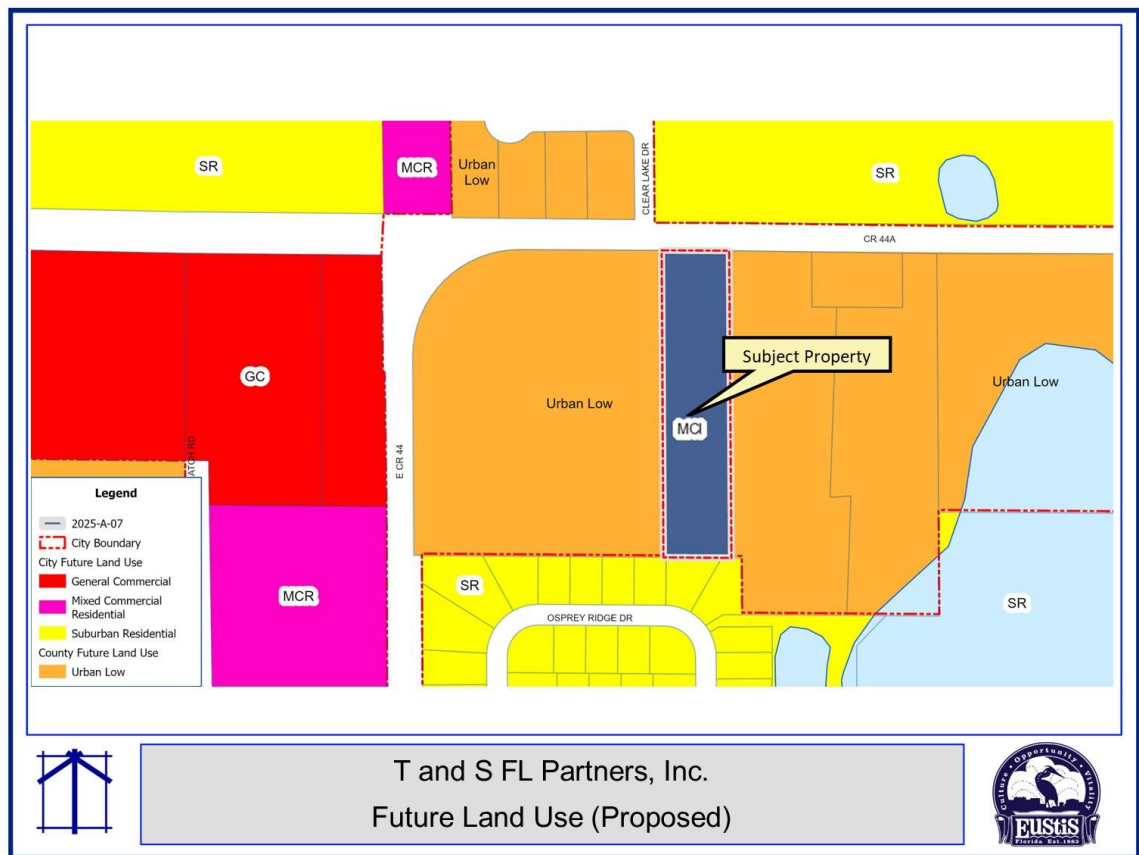 SR
MCR
Urban
Low
CLEAR LAKE DR
SR
CR 44A
GC
E CR 44
Urban Low
Subject Property
MCI
Urban Low
ATCH RD
Legend
2025-A-07
City Boundary
City Future Land Use
General Commercial
Mixed Commercial
Residential
Suburban Residential
County Future Land Use
Urban Low
MCR
SR
OSPREY RIDGE DR
SR
T and S FL Partners, Inc.
Future Land Use (Proposed)
Culture • Opportunity • Vitality
EUSTIS
Florida Est.1883